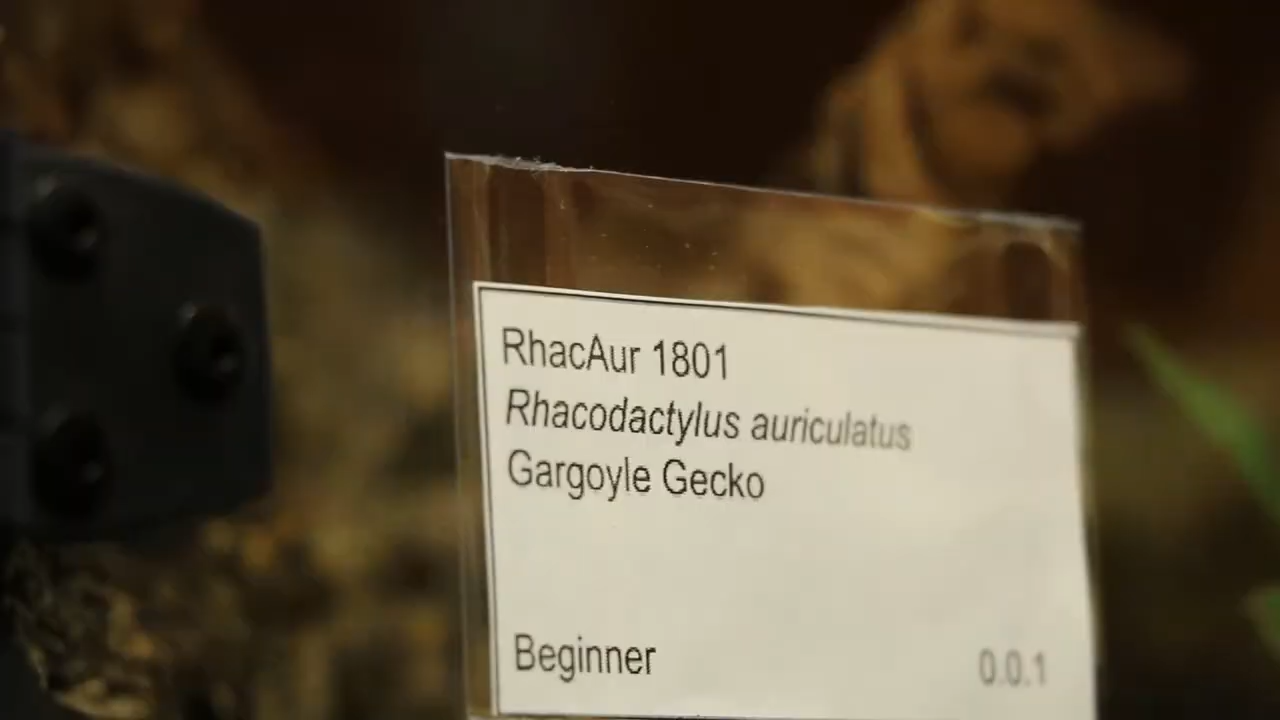 RhacAur 1801
Rhacodactylus auriculatus
Gargoyle Gecko
Beginner 0.0.1